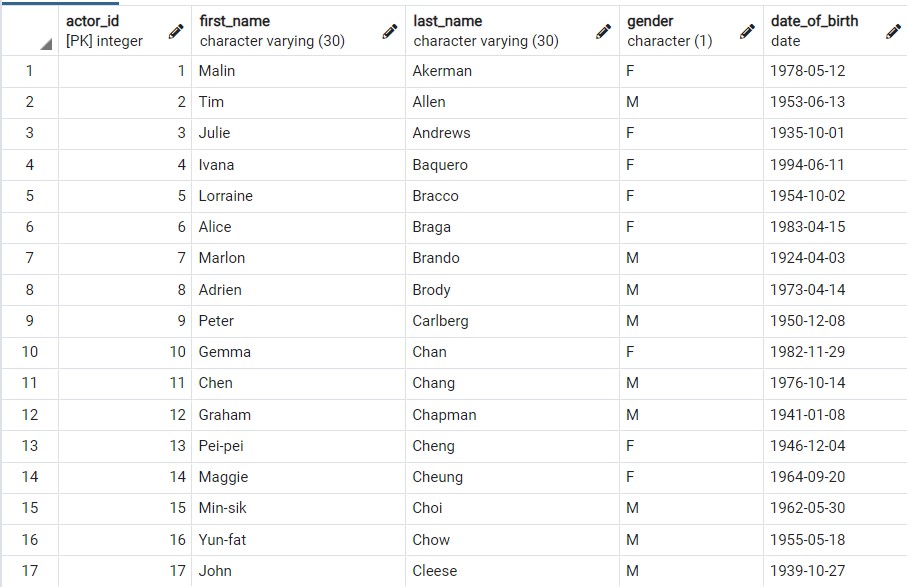 actor_id first_name last_name gender date_of_birth
[PK] integer character varying (30) character varying (30) character (1) date
1 1 Malin Akerman F 1978-05-12
2 2 Tim Allen M 1953-06-13
3 3 Julie Andrews F 1935-10-01
4 4 Ivana Baquero F 1994-06-11
5 5 Lorraine Bracco F 1954-10-02
6 6 Alice Braga F 1983-04-15
7 7 Marlon Brando M 1924-04-03
8 8 Adrien Brody M 1973-04-14
9 9 Peter Carlberg M 1950-12-08
10 10 Gemma Chan F 1982-11-29
11 11 Chen Chang M 1976-10-14
12 12 Graham Chapman M 1941-01-08
13 13 Pei-pei Cheng F 1946-12-04
14 14 Maggie Cheung F 1964-09-20
15 15 Min-sik Choi M 1962-05-30
16 16 Yun-fat Chow M 1955-05-18
17 17 John Cleese M 1939-10-27